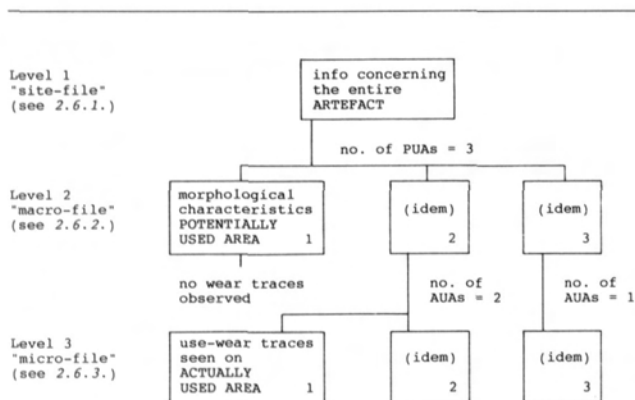 Level 1
"site-file"
(see 2.6.1.)
info concerning
the entire
ARTEFACT
no. of PUAs = 3
Level 2
"macro-file"
(see 2.6.2.)
morphological
characteristics
POTENTIALLY
USED AREA 1
(idem)
2
(idem)
3
no wear traces
observed
no. of
AUAs = 2
no. of
AUAs = 1
Level 3
"micro-file"
(see 2.6.3.)
use-wear traces
seen on
ACTUALLY
USED AREA 1
(idem)
2
(idem)
3